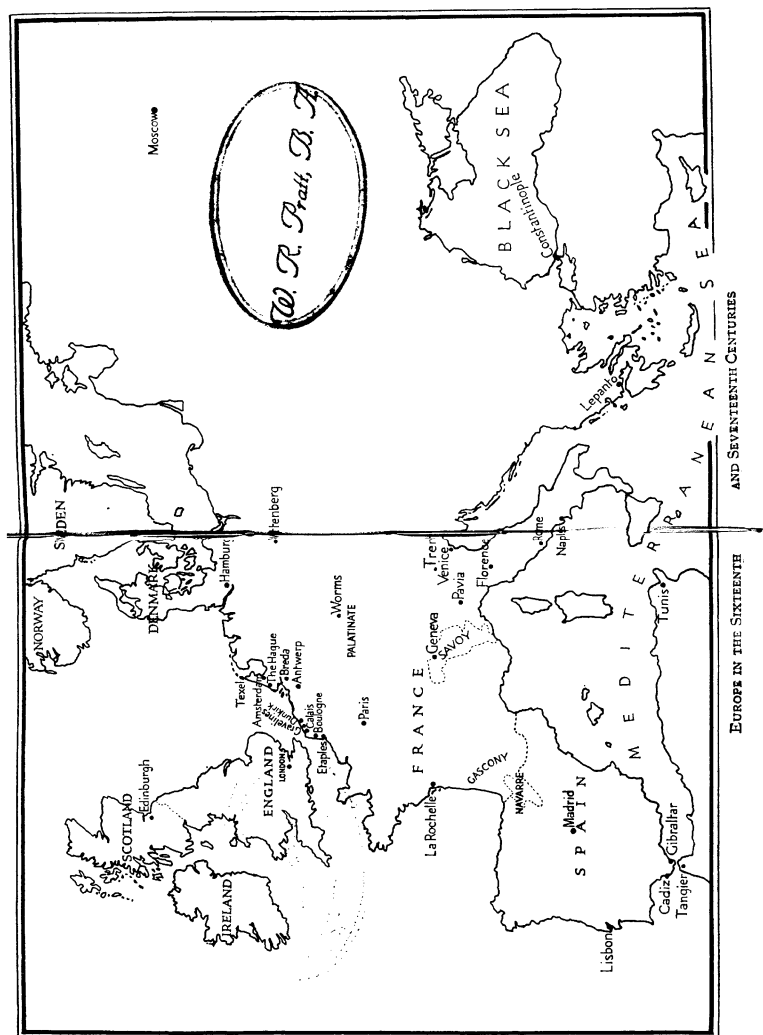 Moscow
W. R. Pratt, B. A.
NORWAY
SWEDEN
SCOTLAND
Edinburgh
DENMARK
IRELAND
Hamburg
ENGLAND
LONDON
Texel
Amsterdam
The Hague
Breda
Antwerp
Gravelines
Dunkirk
Calais
Boulogne
Etaples
Worms
PALATINATE
Paris
FRANCE
La Rochelle
Geneva
SAVOY
Trent
Venice
Pavia
Florence
GASCONY
NAVARRE
Rome
Naples
BLACK SEA
Constantinople
Lepanto
Madrid
SPAIN
Lisbon
Cadiz
Gibraltar
Tangier
Tunis
MEDITERRANEAN SEA
EUROPE IN THE SIXTEENTH AND SEVENTEENTH CENTURIES